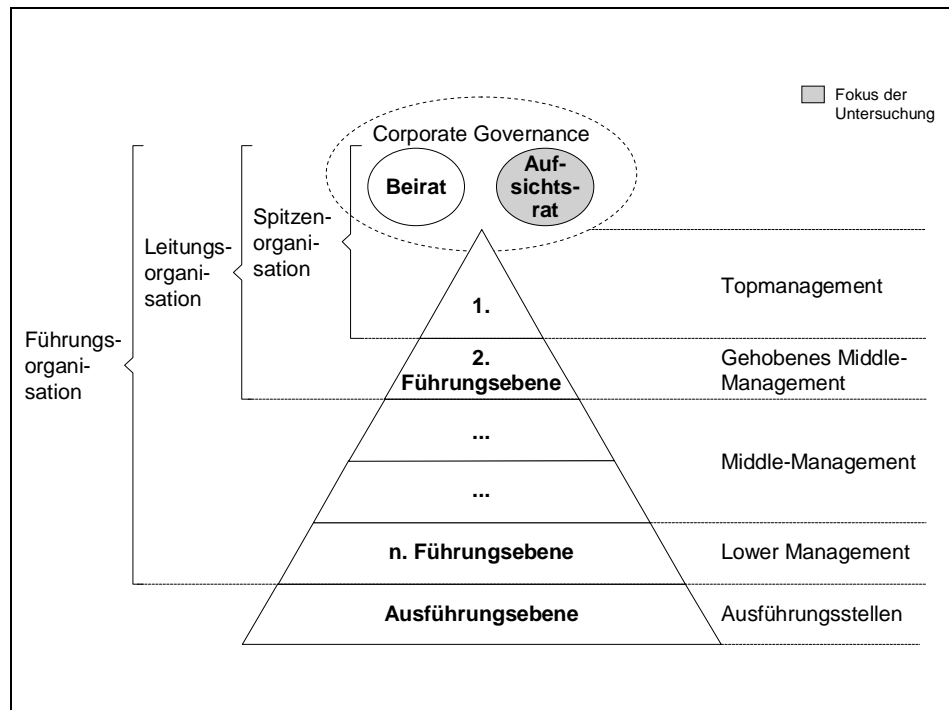 Fokus der
Untersuchung
Corporate Governance
Beirat
Auf-
sichts-
rat
Spitzen-
organi-
sation
Leitungs-
organi-
sation
Führungs-
organi-
sation
1.
Topmanagement
2.
Führungsebene
Gehobenes Middle-
Management
...
...
Middle-Management
n. Führungsebene
Lower Management
Ausführungsebene
Ausführungsstellen